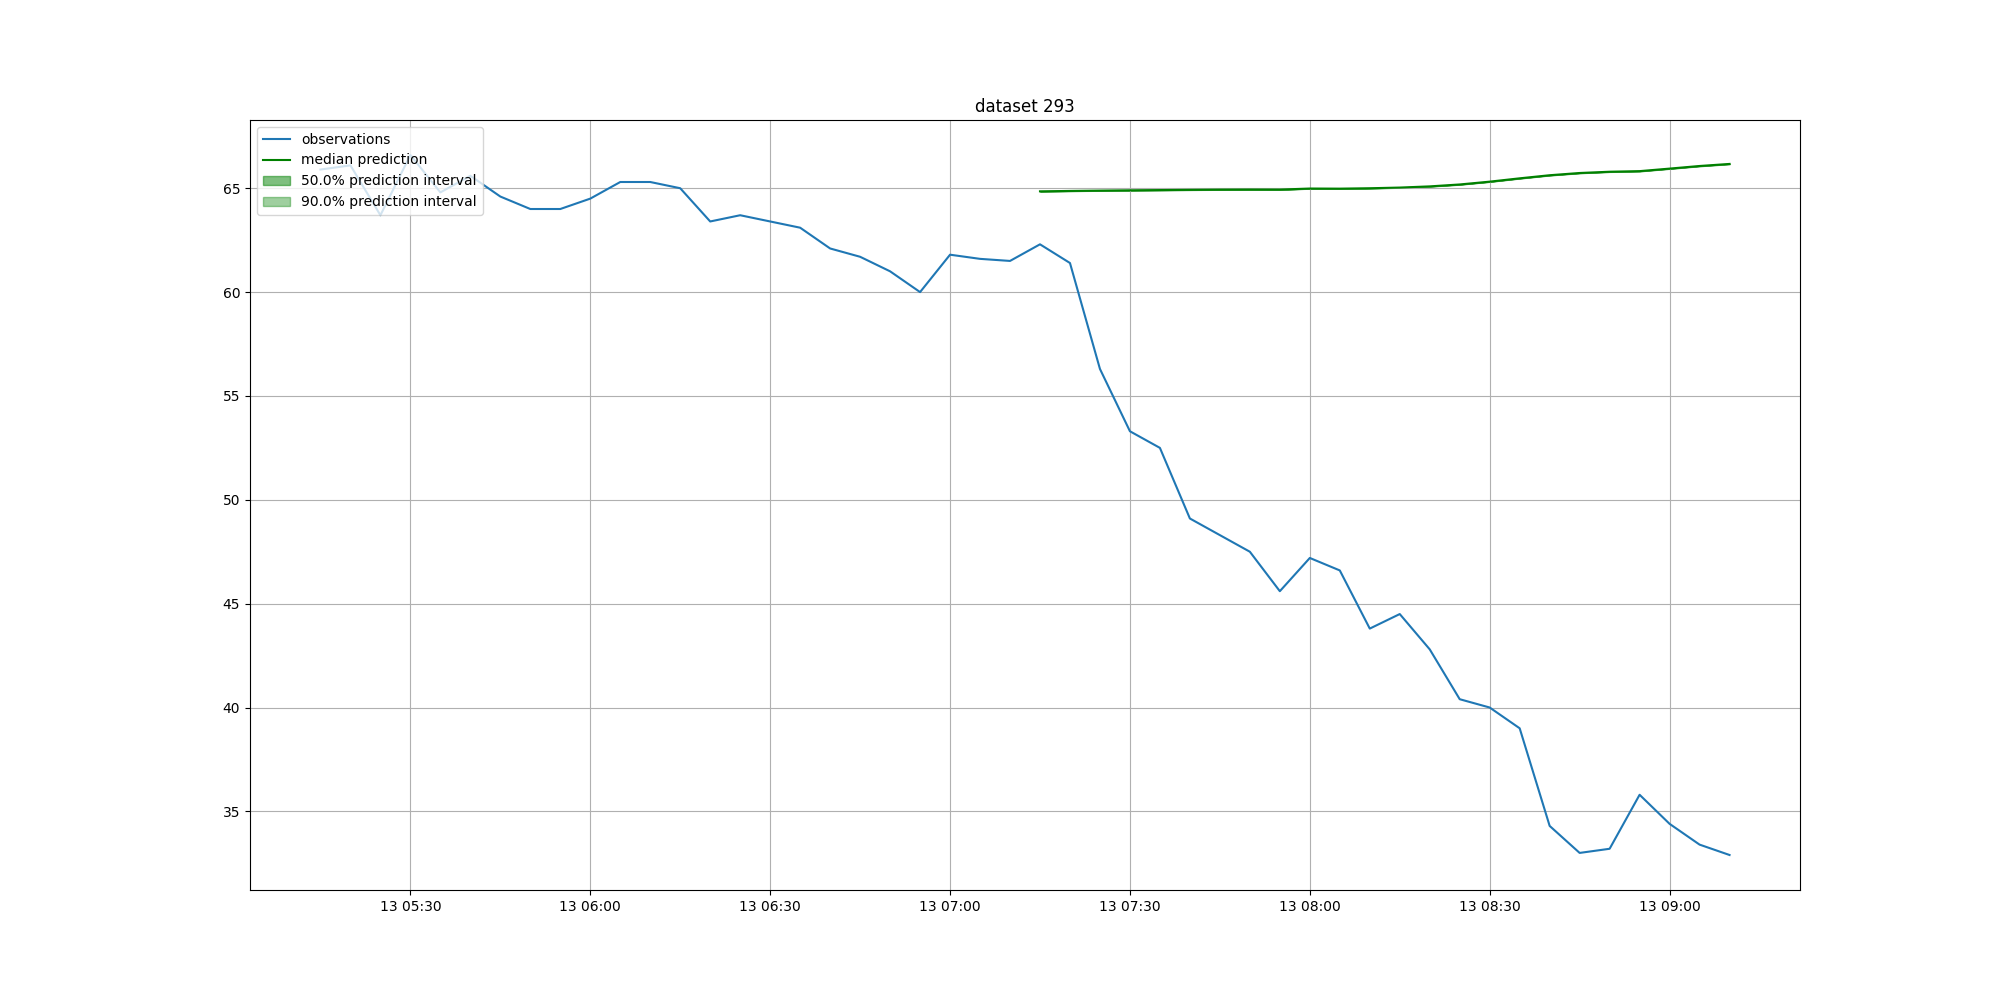 dataset 293
observations
median prediction
50.0% prediction interval
90.0% prediction interval
65
60
55
50
45
40
35
13 05:30 13 06:00 13 06:30 13 07:00 13 07:30 13 08:00 13 08:30 13 09:00